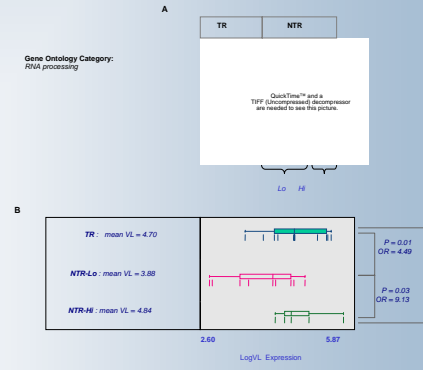 A
TR NTR
Gene Ontology Category:
RNA processing
QuickTime™ and a
TIFF (Uncompressed) decompressor
are needed to see this picture.
Lo Hi
B
TR : mean VL = 4.70
P = 0.01
OR = 4.49
NTR-Lo : mean VL = 3.88
P = 0.03
OR = 9.13
NTR-Hi : mean VL = 4.84
2.60 5.87
LogVL Expression